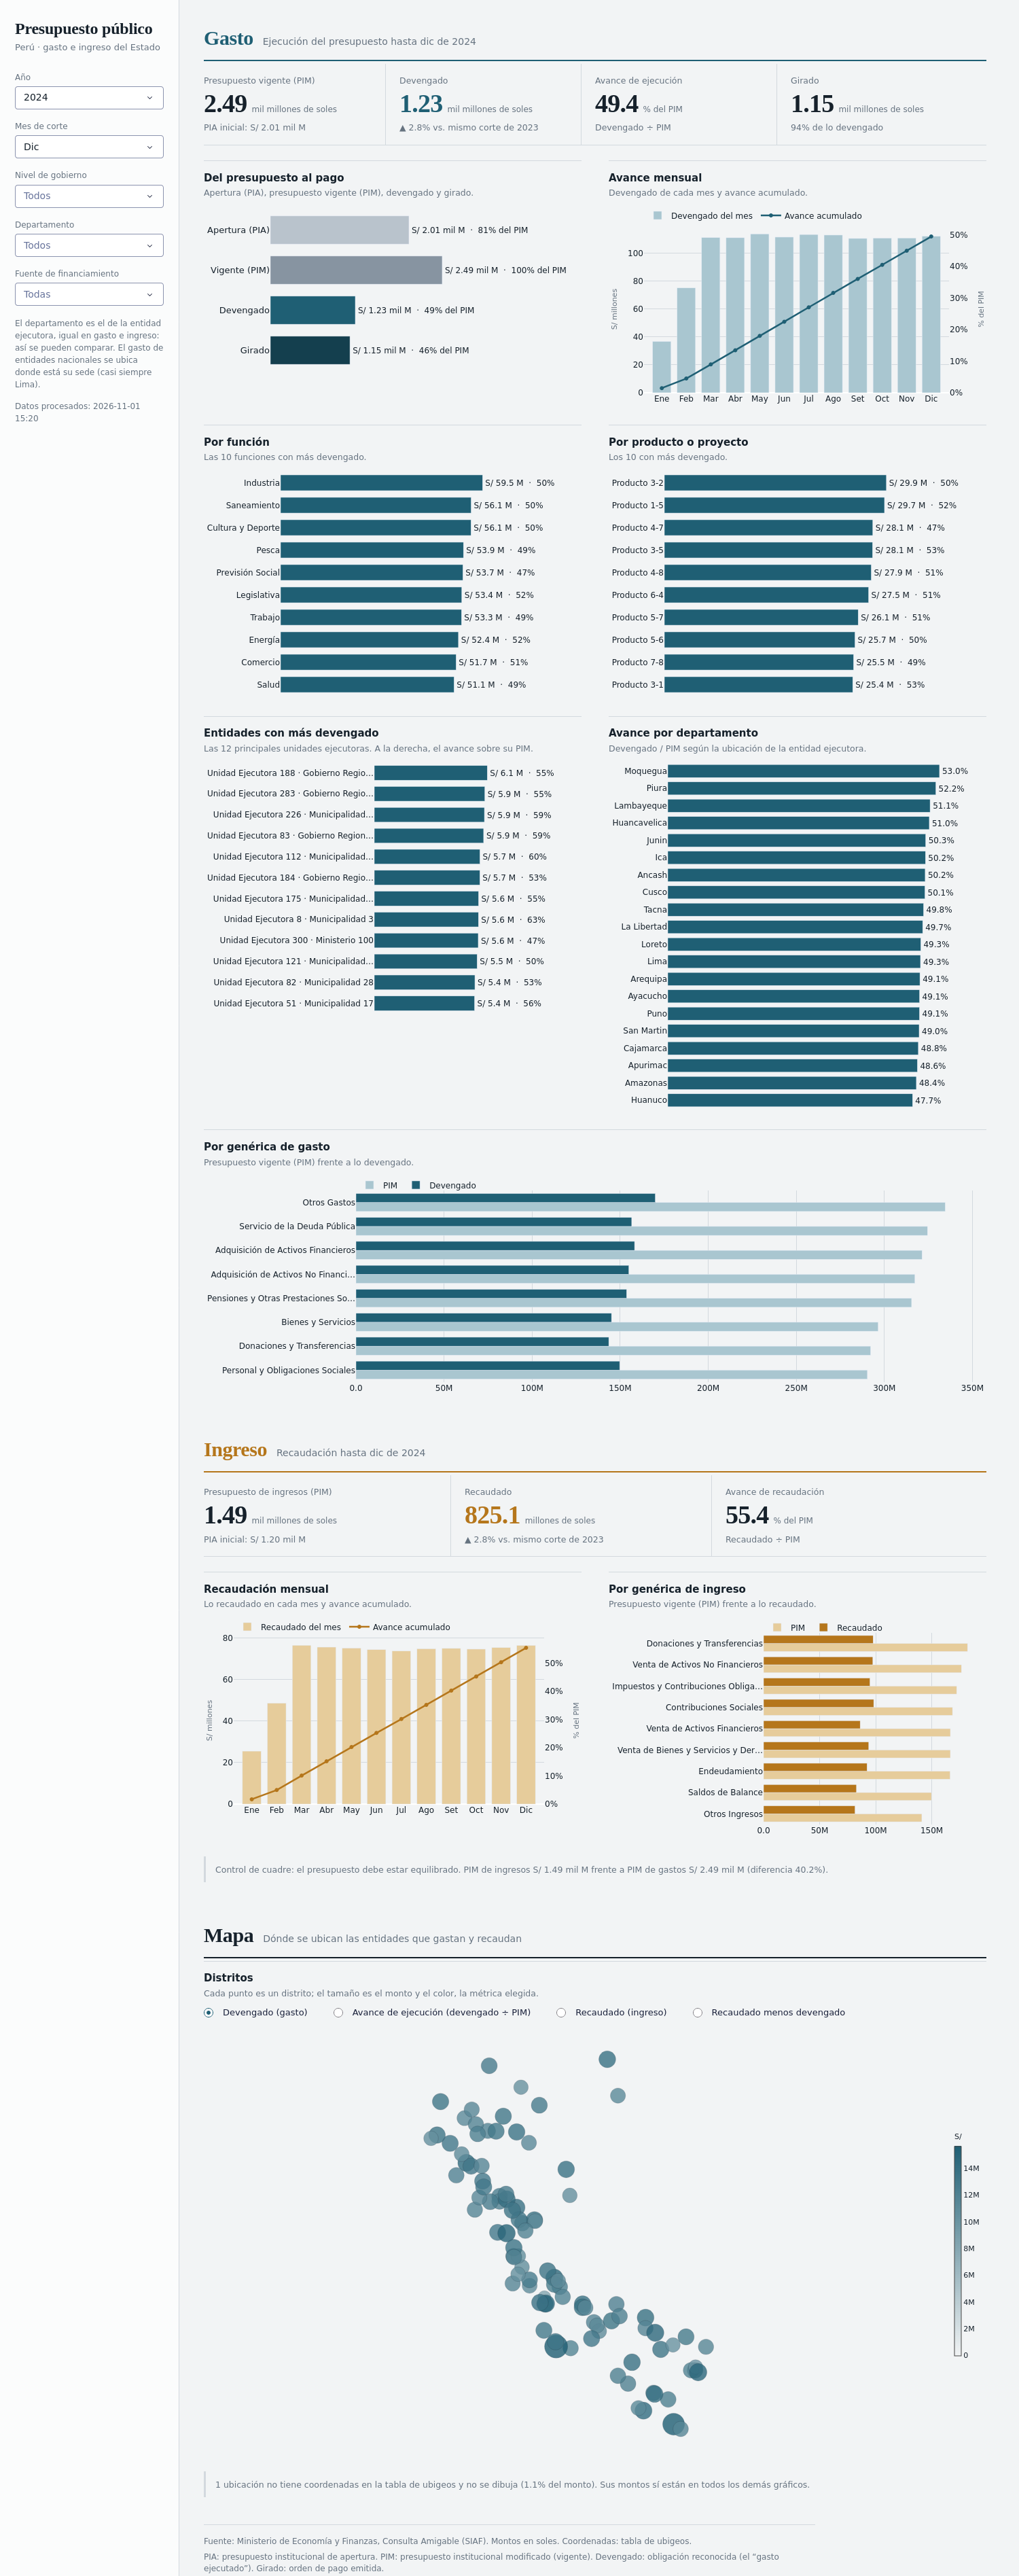 Presupuesto público
Perú · gasto e ingreso del Estado
Año
2024
Mes de corte
Dic
Nivel de gobierno
Todos
Departamento
Todos
Fuente de financiamiento
Todas
El departamento es el de la entidad
ejecutora, igual en gasto e ingreso:
así se pueden comparar. El gasto de
entidades nacionales se ubica
donde está su sede (casi siempre
Lima).
Datos procesados: 2026-11-01
15:20
Gasto Ejecución del presupuesto hasta dic de 2024
Presupuesto vigente (PIM)
2.49 mil millones de soles
PIA inicial: S/ 2.01 mil M
Devengado
1.23 mil millones de soles
▲ 2.8% vs. mismo corte de 2023
Avance de ejecución
49.4 % del PIM
Devengado ÷ PIM
Girado
1.15 mil millones de soles
94% de lo devengado
Del presupuesto al pago
Apertura (PIA), presupuesto vigente (PIM), devengado y girado.
Apertura (PIA) S/ 2.01 mil M · 81% del PIM
Vigente (PIM) S/ 2.49 mil M · 100% del PIM
Devengado S/ 1.23 mil M · 49% del PIM
Girado S/ 1.15 mil M · 46% del PIM
Avance mensual
Devengado de cada mes y avance acumulado.
Devengado del mes Avance acumulado
S/ millones
100
80
60
40
20
0
50%
40%
30%
20%
10%
0%
% del PIM
Ene Feb Mar Abr May Jun Jul Ago Set Oct Nov Dic
Por función
Las 10 funciones con más devengado.
Industria S/ 59.5 M · 50%
Saneamiento S/ 56.1 M · 50%
Cultura y Deporte S/ 56.1 M · 50%
Pesca S/ 53.9 M · 49%
Previsión Social S/ 53.7 M · 47%
Legislativa S/ 53.4 M · 52%
Trabajo S/ 53.3 M · 49%
Energía S/ 52.4 M · 52%
Comercio S/ 51.7 M · 51%
Salud S/ 51.1 M · 49%
Por producto o proyecto
Los 10 con más devengado.
Producto 3-2 S/ 29.9 M · 50%
Producto 1-5 S/ 29.7 M · 52%
Producto 4-7 S/ 28.1 M · 47%
Producto 3-5 S/ 28.1 M · 53%
Producto 4-8 S/ 27.9 M · 51%
Producto 6-4 S/ 27.5 M · 51%
Producto 5-7 S/ 26.1 M · 51%
Producto 5-6 S/ 25.7 M · 50%
Producto 7-8 S/ 25.5 M · 49%
Producto 3-1 S/ 25.4 M · 53%
Entidades con más devengado
Las 12 principales unidades ejecutoras. A la derecha, el avance sobre su PIM.
Unidad Ejecutora 188 · Gobierno Regio… S/ 6.1 M · 55%
Unidad Ejecutora 283 · Gobierno Regio… S/ 5.9 M · 55%
Unidad Ejecutora 226 · Municipalidad… S/ 5.9 M · 59%
Unidad Ejecutora 83 · Gobierno Region… S/ 5.9 M · 59%
Unidad Ejecutora 112 · Municipalidad… S/ 5.7 M · 60%
Unidad Ejecutora 184 · Gobierno Regio… S/ 5.7 M · 53%
Unidad Ejecutora 175 · Municipalidad… S/ 5.6 M · 55%
Unidad Ejecutora 8 · Municipalidad 3 S/ 5.6 M · 63%
Unidad Ejecutora 300 · Ministerio 100 S/ 5.6 M · 47%
Unidad Ejecutora 121 · Municipalidad… S/ 5.5 M · 50%
Unidad Ejecutora 82 · Municipalidad 28 S/ 5.4 M · 53%
Unidad Ejecutora 51 · Municipalidad 17 S/ 5.4 M · 56%
Avance por departamento
Devengado / PIM según la ubicación de la entidad ejecutora.
Moquegua 53.0%
Piura 52.2%
Lambayeque 51.1%
Huancavelica 51.0%
Junin 50.3%
Ica 50.2%
Ancash 50.2%
Cusco 50.1%
Tacna 49.8%
La Libertad 49.7%
Loreto 49.3%
Lima 49.3%
Arequipa 49.1%
Ayacucho 49.1%
Puno 49.1%
San Martin 49.0%
Cajamarca 48.8%
Apurimac 48.6%
Amazonas 48.4%
Huanuco 47.7%
Por genérica de gasto
Presupuesto vigente (PIM) frente a lo devengado.
PIM Devengado
Otros Gastos
Servicio de la Deuda Pública
Adquisición de Activos Financieros
Adquisición de Activos No Financi…
Pensiones y Otras Prestaciones So…
Bienes y Servicios
Donaciones y Transferencias
Personal y Obligaciones Sociales
0.0 50M 100M 150M 200M 250M 300M 350M
Ingreso Recaudación hasta dic de 2024
Presupuesto de ingresos (PIM)
1.49 mil millones de soles
PIA inicial: S/ 1.20 mil M
Recaudado
825.1 millones de soles
▲ 2.8% vs. mismo corte de 2023
Avance de recaudación
55.4 % del PIM
Recaudado ÷ PIM
Recaudación mensual
Lo recaudado en cada mes y avance acumulado.
Recaudado del mes Avance acumulado
S/ millones
80
60
40
20
0
50%
40%
30%
20%
10%
0%
% del PIM
Ene Feb Mar Abr May Jun Jul Ago Set Oct Nov Dic
Por genérica de ingreso
Presupuesto vigente (PIM) frente a lo recaudado.
PIM Recaudado
Donaciones y Transferencias
Venta de Activos No Financieros
Impuestos y Contribuciones Obliga…
Contribuciones Sociales
Venta de Activos Financieros
Venta de Bienes y Servicios y Der…
Endeudamiento
Saldos de Balance
Otros Ingresos
0.0 50M 100M 150M
Control de cuadre: el presupuesto debe estar equilibrado. PIM de ingresos S/ 1.49 mil M frente a PIM de gastos S/ 2.49 mil M (diferencia 40.2%).
Mapa Dónde se ubican las entidades que gastan y recaudan
Distritos
Cada punto es un distrito; el tamaño es el monto y el color, la métrica elegida.
Devengado (gasto) Avance de ejecución (devengado ÷ PIM) Recaudado (ingreso) Recaudado menos devengado
S/
14M
12M
10M
8M
6M
4M
2M
0
1 ubicación no tiene coordenadas en la tabla de ubigeos y no se dibuja (1.1% del monto). Sus montos sí están en todos los demás gráficos.
Fuente: Ministerio de Economía y Finanzas, Consulta Amigable (SIAF). Montos en soles. Coordenadas: tabla de ubigeos.
PIA: presupuesto institucional de apertura. PIM: presupuesto institucional modificado (vigente). Devengado: obligación reconocida (el “gasto
ejecutado”). Girado: orden de pago emitida.